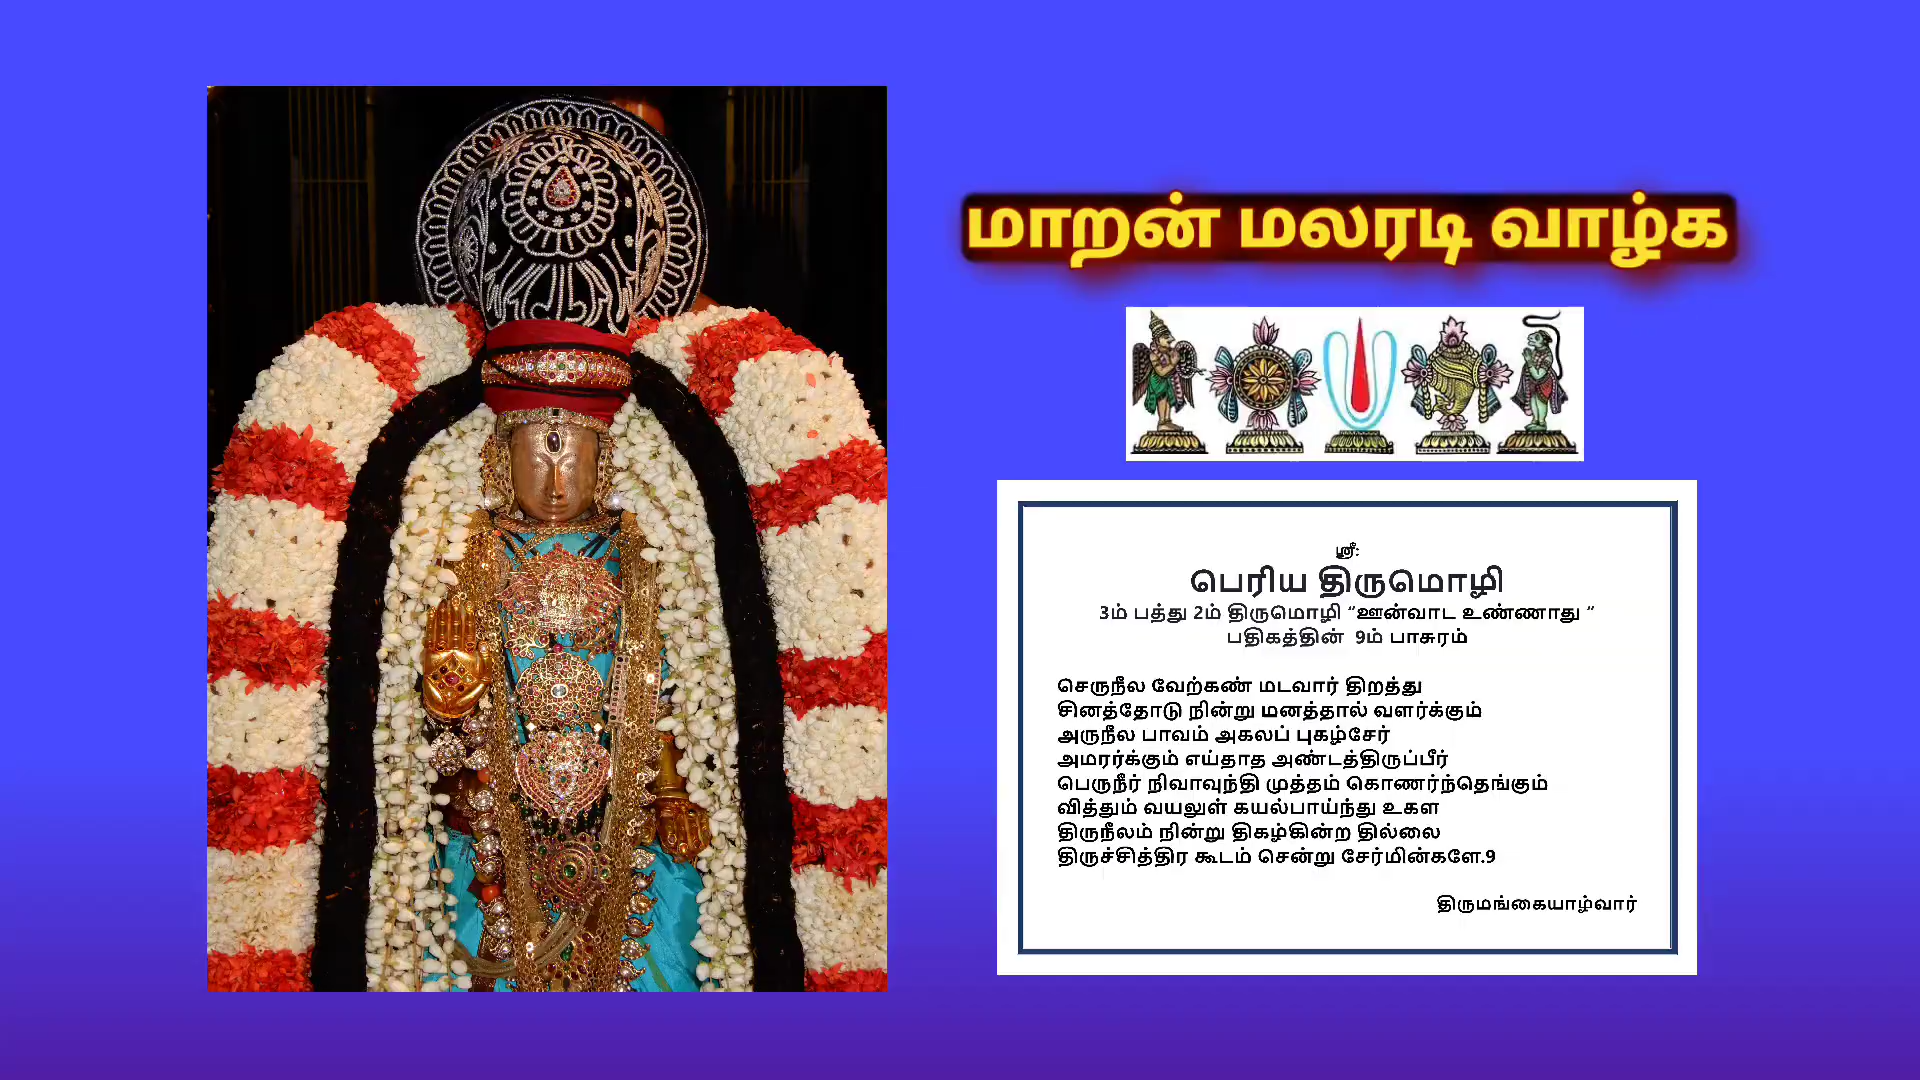 மாறன் மலரடி வாழ்க
ஸ்ரீ:
பெரிய திருமொழி
3ம் பத்து 2ம் திருமொழி “ஊன்வாட உண்ணாது “
பதிகத்தின் 9ம் பாசுரம்
செருநீல வேற்கண் மடவார் திறத்து
சினத்தோடு நின்று மனத்தால் வளர்க்கும்
அருநீல பாவம் அகலப் புகழ்சேர்
அமரர்க்கும் எய்தாத அண்டத்திருப்பீர்
பெருநீர் நிவாவுந்தி முத்தம் கொணர்ந்தெங்கும்
வித்தும் வயலுள் கயல்பாய்ந்து உகள
திருநீலம் நின்று திகழ்கின்ற தில்லை
திருச்சித்திர கூடம் சென்று சேர்மின்களே.9
திருமங்கையாழ்வார்